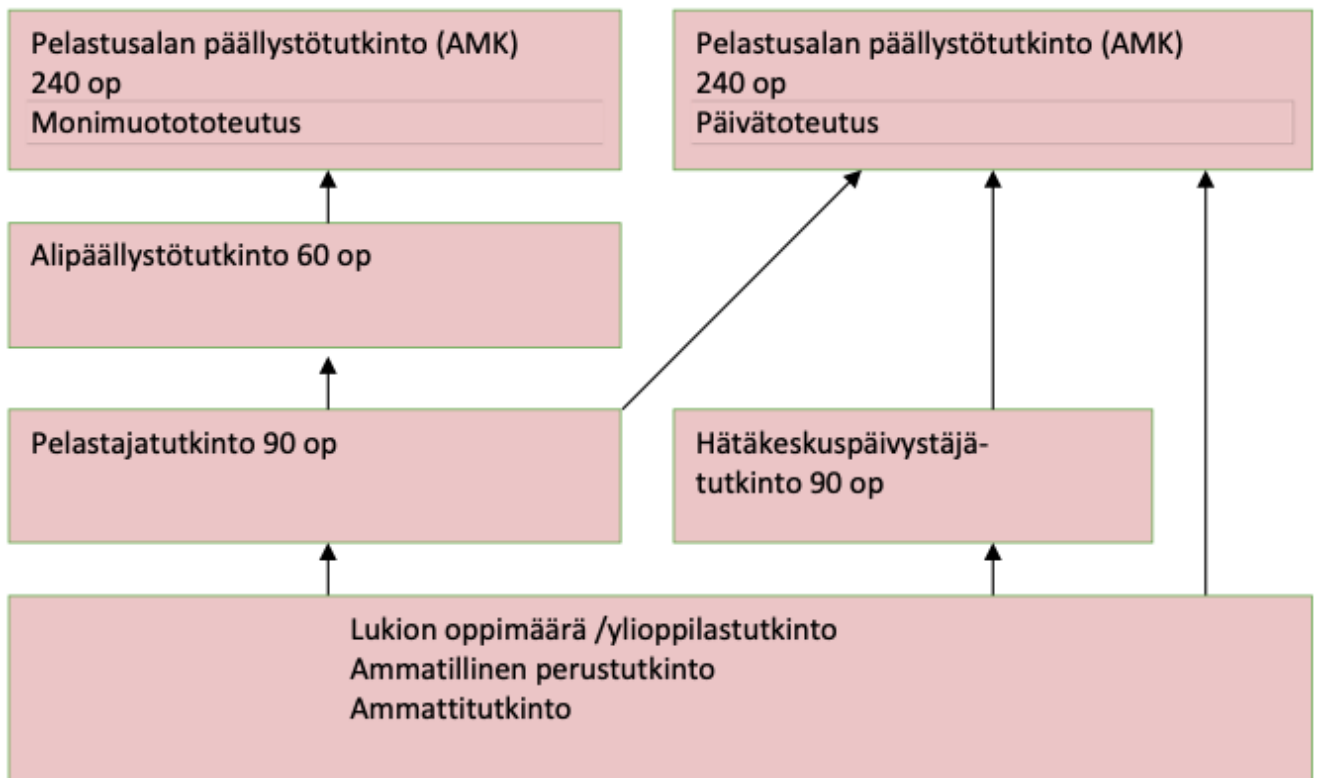 Pelastusalan päällystötutkinto (AMK)
240 op
Monimuotototeutus
Pelastusalan päällystötutkinto (AMK)
240 op
Päivätoteutus
Alipäällystötutkinto 60 op
Pelastajatutkinto 90 op
Hätäkeskuspäivystäjä-
tutkinto 90 op
Lukion oppimäärä /ylioppilastutkinto
Ammatillinen perustutkinto
Ammattitutkinto